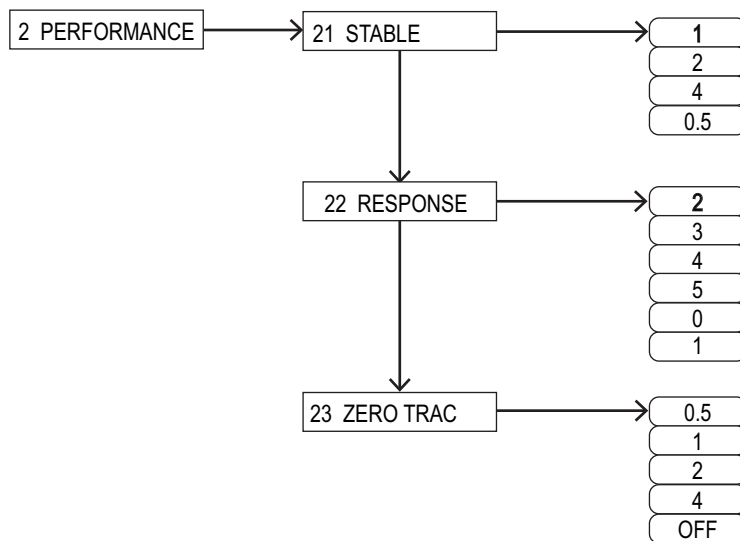 2 PERFORMANCE
21 STABLE
1
2
4
0.5
22 RESPONSE
2
3
4
5
0
1
23 ZERO TRAC
0.5
1
2
4
OFF